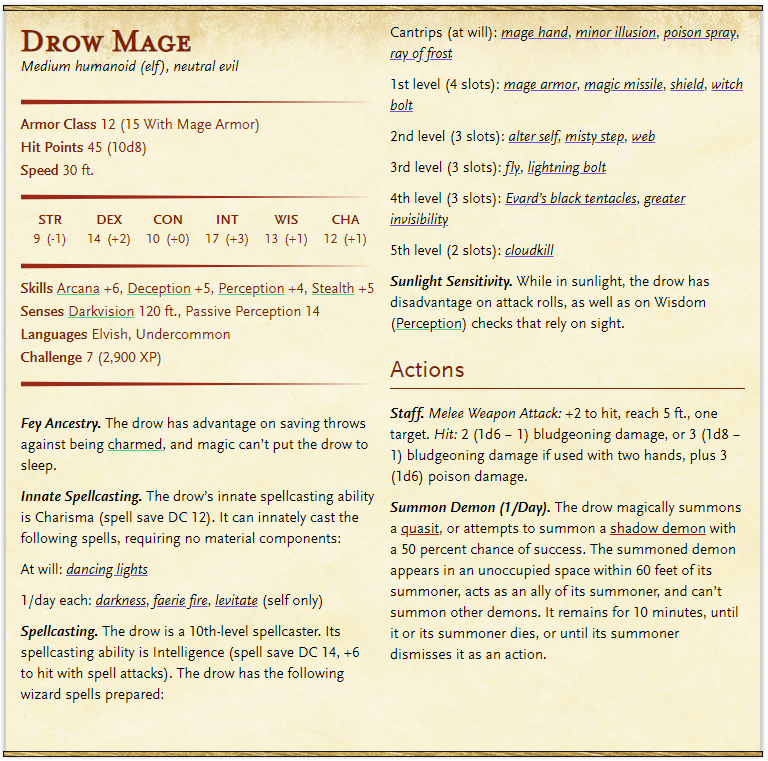 Drow Mage
Medium humanoid (elf), neutral evil
Armor Class 12 (15 With Mage Armor)
Hit Points 45 (10d8)
Speed 30 ft.
STR DEX CON INT WIS CHA
9 (-1) 14 (+2) 10 (+0) 17 (+3) 13 (+1) 12 (+1)
Skills Arcana +6, Deception +5, Perception +4, Stealth +5
Senses Darkvision 120 ft., Passive Perception 14
Languages Elvish, Undercommon
Challenge 7 (2,900 XP)
Fey Ancestry. The drow has advantage on saving throws
against being charmed, and magic can't put the drow to
sleep.
Innate Spellcasting. The drow's innate spellcasting ability
is Charisma (spell save DC 12). It can innately cast the
following spells, requiring no material components:
At will: dancing lights
1/day each: darkness, faerie fire, levitate (self only)
Spellcasting. The drow is a 10th-level spellcaster. Its
spellcasting ability is Intelligence (spell save DC 14, +6
to hit with spell attacks). The drow has the following
wizard spells prepared:
Cantrips (at will): mage hand, minor illusion, poison spray,
ray of frost
1st level (4 slots): mage armor, magic missile, shield, witch
bolt
2nd level (3 slots): alter self, misty step, web
3rd level (3 slots): fly, lightning bolt
4th level (3 slots): Evard's black tentacles, greater
invisibility
5th level (2 slots): cloudkill
Sunlight Sensitivity. While in sunlight, the drow has
disadvantage on attack rolls, as well as on Wisdom
(Perception) checks that rely on sight.
Actions
Staff. Melee Weapon Attack: +2 to hit, reach 5 ft., one
target. Hit: 2 (1d6 – 1) bludgeoning damage, or 3 (1d8 –
1) bludgeoning damage if used with two hands, plus 3
(1d6) poison damage.
Summon Demon (1/Day). The drow magically summons
a quasit, or attempts to summon a shadow demon with
a 50 percent chance of success. The summoned demon
appears in an unoccupied space within 60 feet of its
summoner, acts as an ally of its summoner, and can't
summon other demons. It remains for 10 minutes, until
it or its summoner dies, or until its summoner
dismisses it as an action.